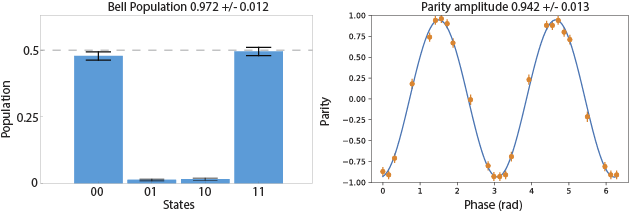 Bell Population 0.972 +/- 0.012
Population
0.5
0.25
0
00 01 10 11
States
Parity amplitude 0.942 +/- 0.013
Parity
1.00
0.75
0.50
0.25
0.00
−0.25
−0.50
−0.75
−1.00
0 1 2 3 4 5 6
Phase (rad)